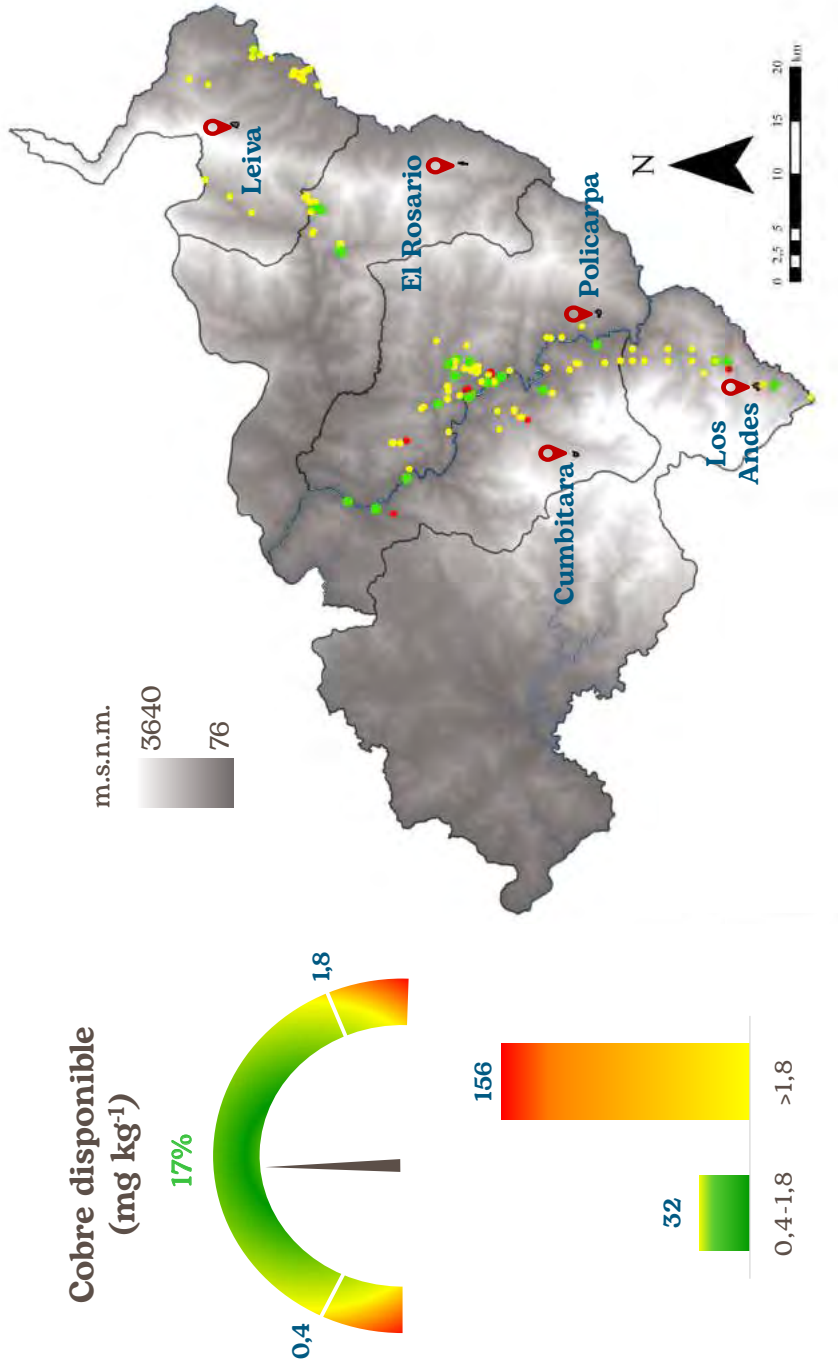 Cobre disponible
(mg kg-1)
17%
0,4
1,8
32
156
0,4-1,8
>1,8
m.s.n.m.
3640
76
Leiva
El Rosario
Policarpa
Cumbitara
Los
Andes
N
0 2,5 5 10 15 20
km